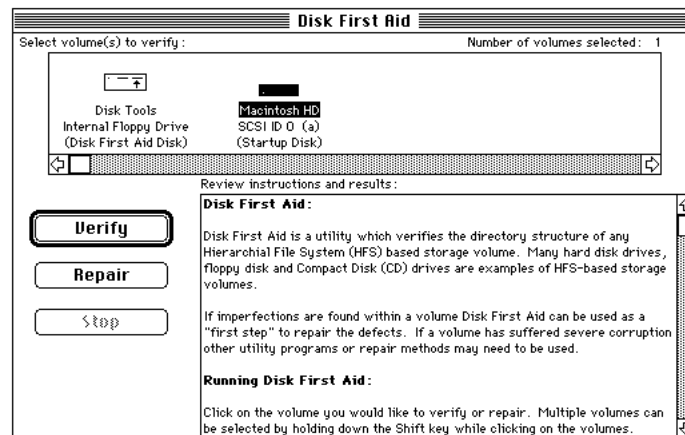 Disk First Aid
Select volume(s) to verify:
Number of volumes selected: 1
Disk Tools
Internal Floppy Drive
(Disk First Aid Disk)
Macintosh HD
SCSI ID 0 (a)
(Startup Disk)
Review instructions and results:
Verify
Repair
Stop
Disk First Aid:
Disk First Aid is a utility which verifies the directory structure of any
Hierarchial File System (HFS) based storage volume. Many hard disk drives,
floppy disk and Compact Disk (CD) drives are examples of HFS-based storage
volumes.
If imperfections are found within a volume Disk First Aid can be used as a
"first step" to repair the defects. If a volume has suffered severe corruption
other utility programs or repair methods may need to be used.
Running Disk First Aid:
Click on the volume you would like to verify or repair. Multiple volumes can
be selected by holding down the Shift key while clicking on the volumes.